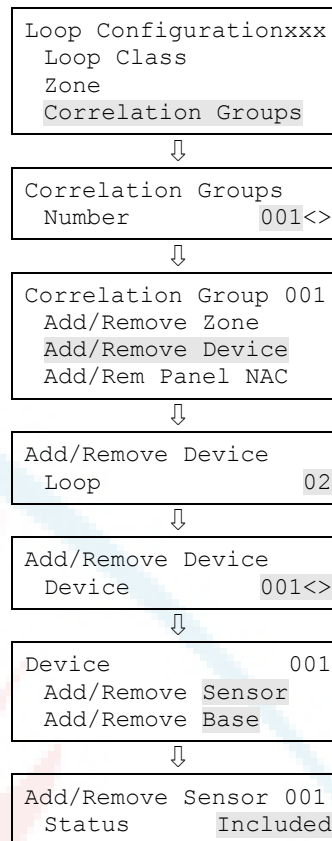 Loop Configurationxxx
Loop Class
Zone
Correlation Groups
⇩
Correlation Groups
Number 001<>
⇩
Correlation Group 001
Add/Remove Zone
Add/Remove Device
Add/Rem Panel NAC
⇩
Add/Remove Device
Loop 02
⇩
Add/Remove Device
Device 001<>
⇩
Device 001
Add/Remove Sensor
Add/Remove Base
⇩
Add/Remove Sensor 001
Status Included